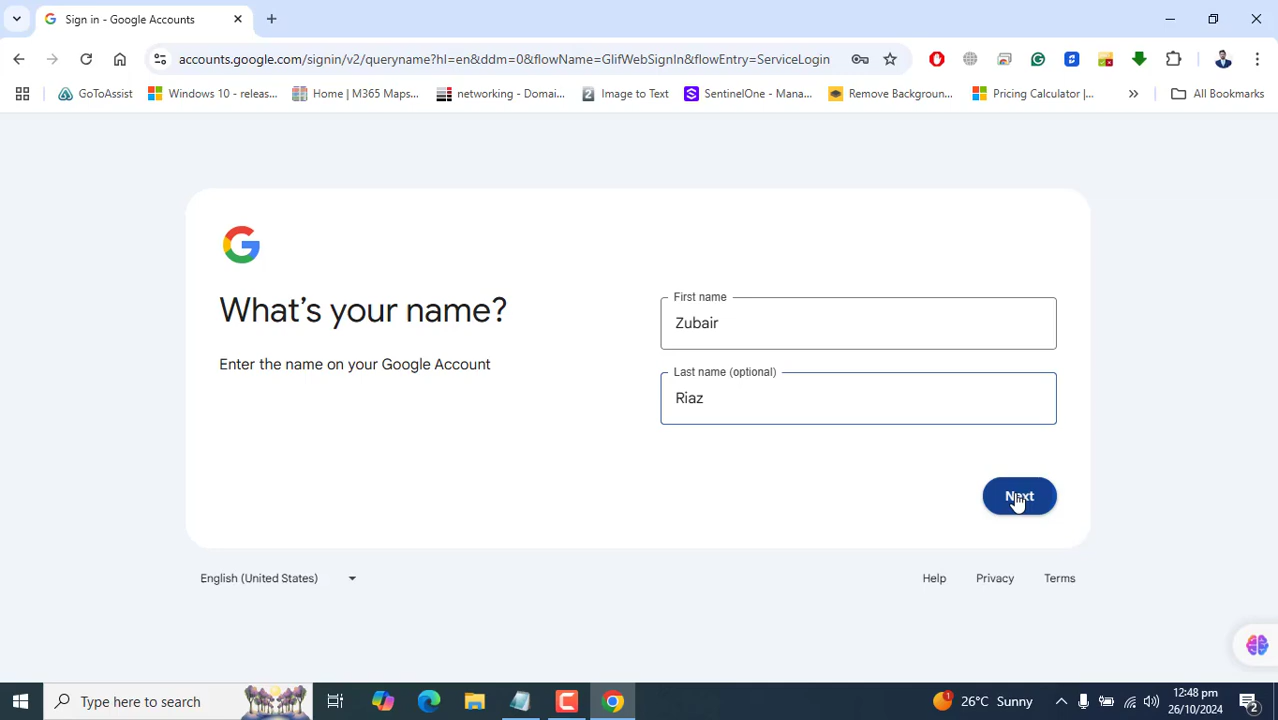 Sign in - Google Accounts
accounts.google.com/signin/v2/queryname?hl=en&ddm=0&flowName=GlifWebSignIn&flowEntry=ServiceLogin
GoToAssist
Windows 10 - releas...
Home | M365 Maps...
networking - Domai...
Image to Text
SentinelOne - Mana...
Remove Backgroun...
Pricing Calculator |...
All Bookmarks
What's your name?
Enter the name on your Google Account
First name
Zubair
Last name (optional)
Riaz
Next
English (United States)
Help
Privacy
Terms
Type here to search
1
26°C Sunny
12:48 pm
26/10/2024
2